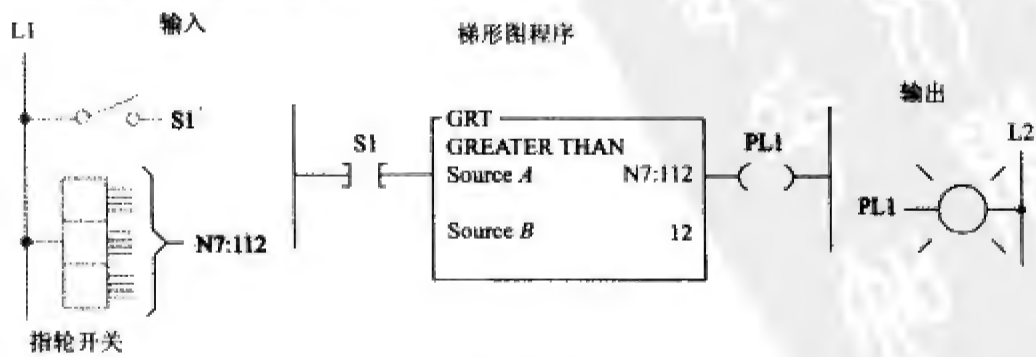 L1
输入
梯形图程序
输出
L2
S1
S1
GRT
GREATER THAN
Source A N7:112
Source B 12
PL1
PL1
N7:112
指轮开关